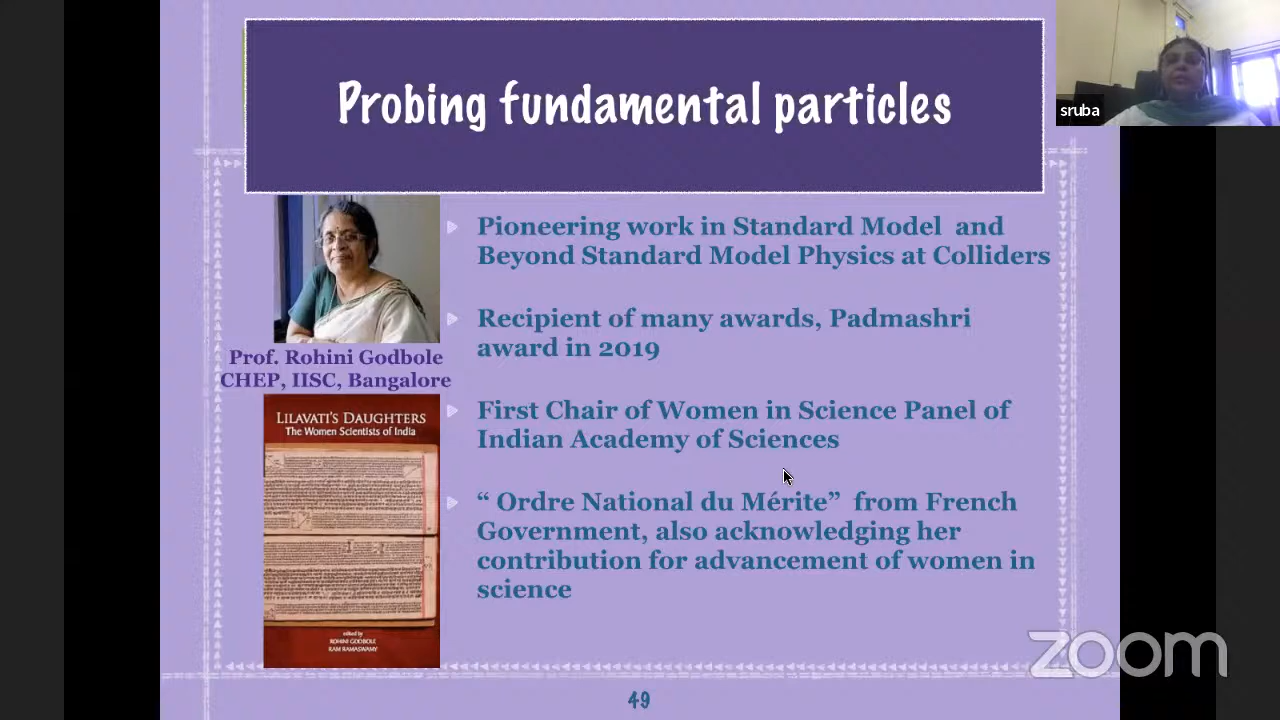 Probing fundamental particles
sruba
Pioneering work in Standard Model and
Beyond Standard Model Physics at Colliders
Recipient of many awards, Padmashri
award in 2019
Prof. Rohini Godbole
CHEP, IISC, Bangalore
First Chair of Women in Science Panel of
Indian Academy of Sciences
“ Ordre National du Mérite” from French
Government, also acknowledging her
contribution for advancement of women in
science
LILAVATI'S DAUGHTERS
The Women Scientists of India
edited by
ROHINI GODBOLE
RAM RAMASWAMY
zoom
49